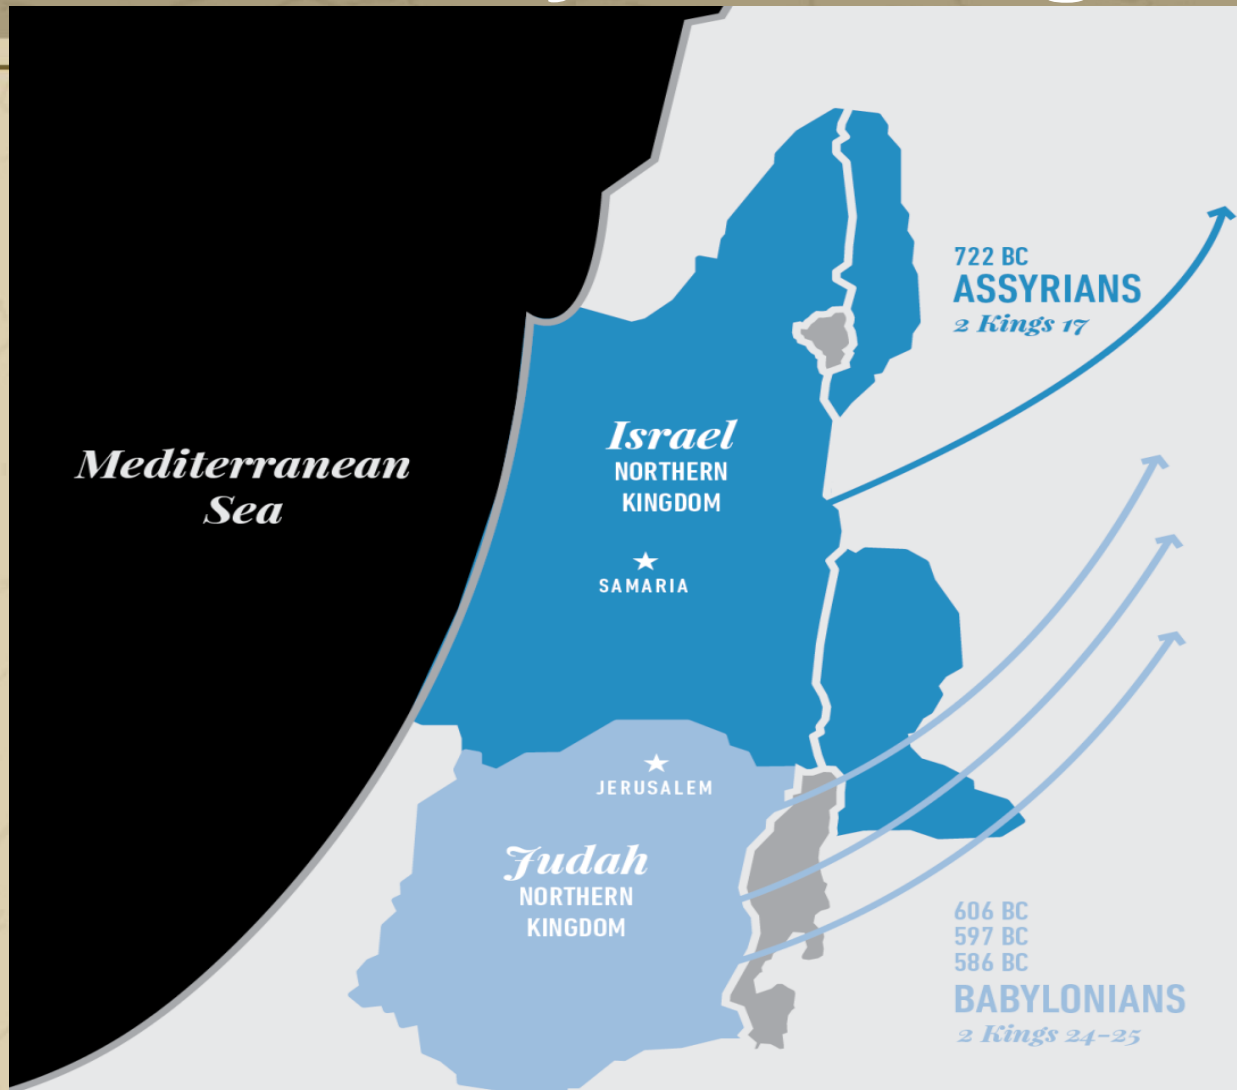 722 BC
ASSYRIANS
2 Kings 17
Israel
NORTHERN
KINGDOM
Mediterranean
Sea
SAMARIA
JERUSALEM
Judah
NORTHERN
KINGDOM
606 BC
597 BC
586 BC
BABYLONIANS
2 Kings 24-25